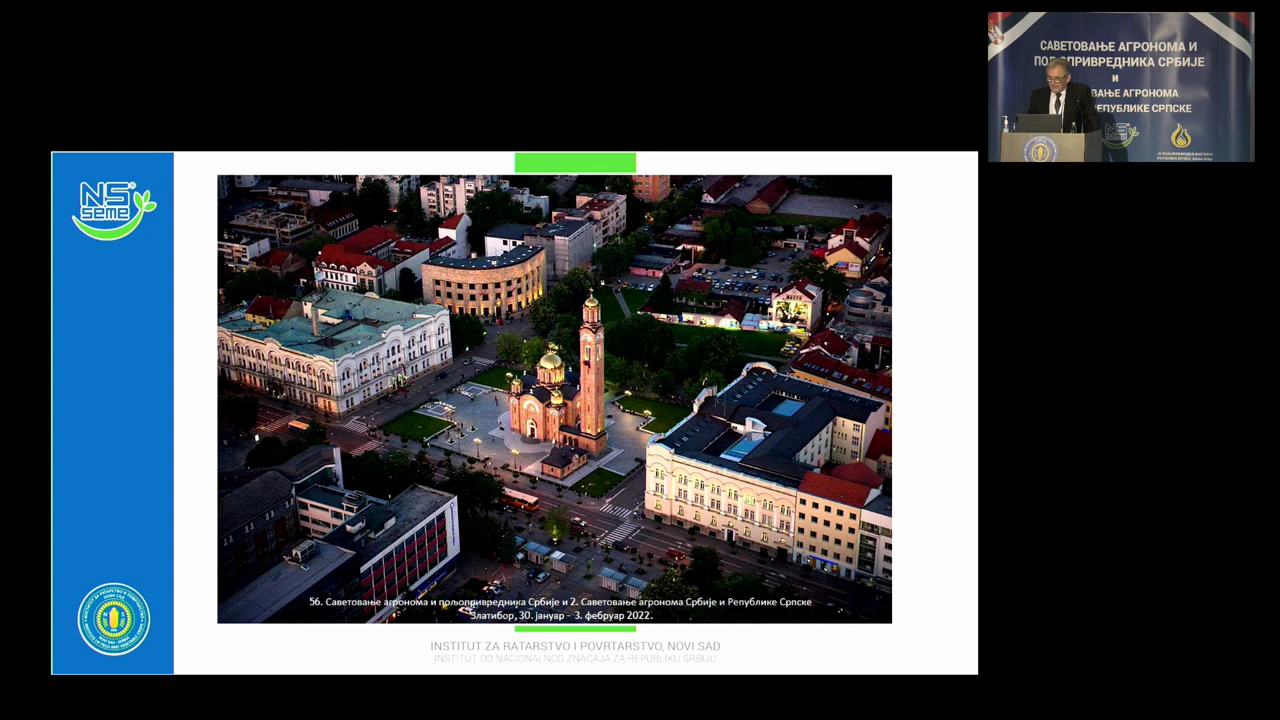 САВЕТОВАЊЕ АГРОНОМА И
ПОЉОПРИВРЕДНИКА СРБИЈЕ
И
ВАЊЕ АГРОНОМА
РЕПУБЛИКЕ СРПСКЕ
NS
NS
seme
56. Саветовање агронома и пољопривредника Србије и 2. Саветовање агронома Србије и Републике Српске
Златибор, 30. јануар - 3. фебруар 2022.
INSTITUT ZA RATARSTVO I POVRTARSTVO, NOVI SAD
INSTITUT OD NACIONALNOG ZNAČAJA ZA REPUBLIKU SRBIJU